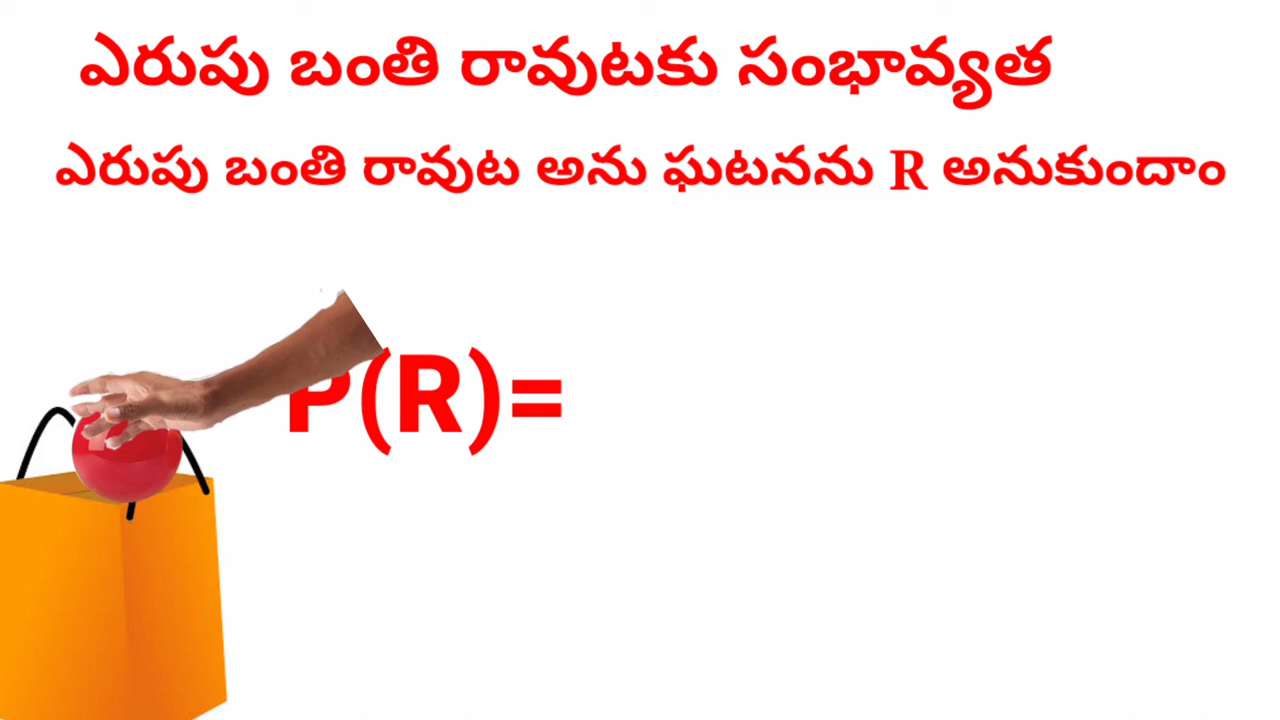 ఎరుపు బంతి రావుటకు సంభావ్యత
ఎరుపు బంతి రావుట అను ఘటనను R అనుకుందాం
P(R)=